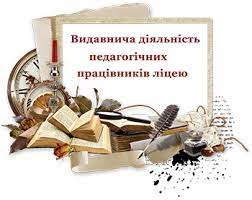 Видавнича діяльність
педагогічних
працівників ліцею